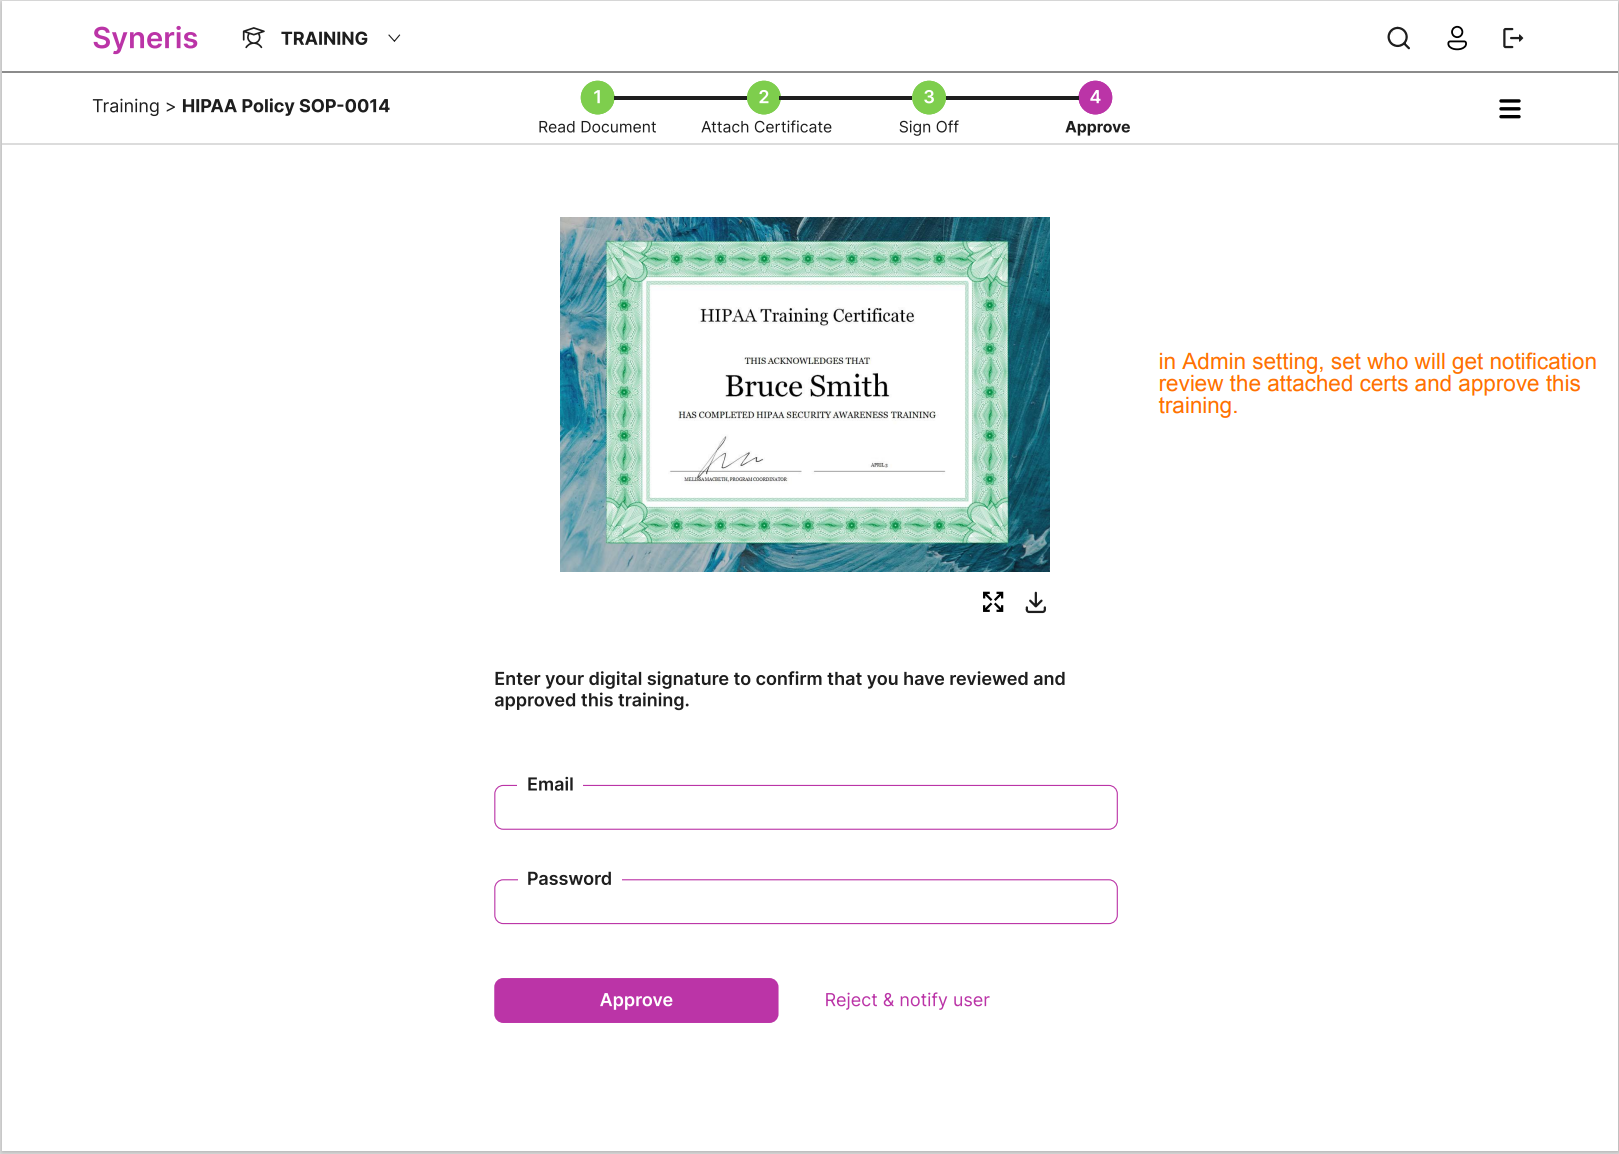 Syneris
TRAINING
Training > HIPAA Policy SOP-0014
1
2
3
4
Read Document
Attach Certificate
Sign Off
Approve
HIPAA Training Certificate
THIS ACKNOWLEDGES THAT
Bruce Smith
HAS COMPLETED HIPAA SECURITY AWARENESS TRAINING
APRIL 3
MELISSA MACBETH, PROGRAM COORDINATOR
in Admin setting, set who will get notification
review the attached certs and approve this
training.
Enter your digital signature to confirm that you have reviewed and
approved this training.
Email
Password
Approve
Reject & notify user